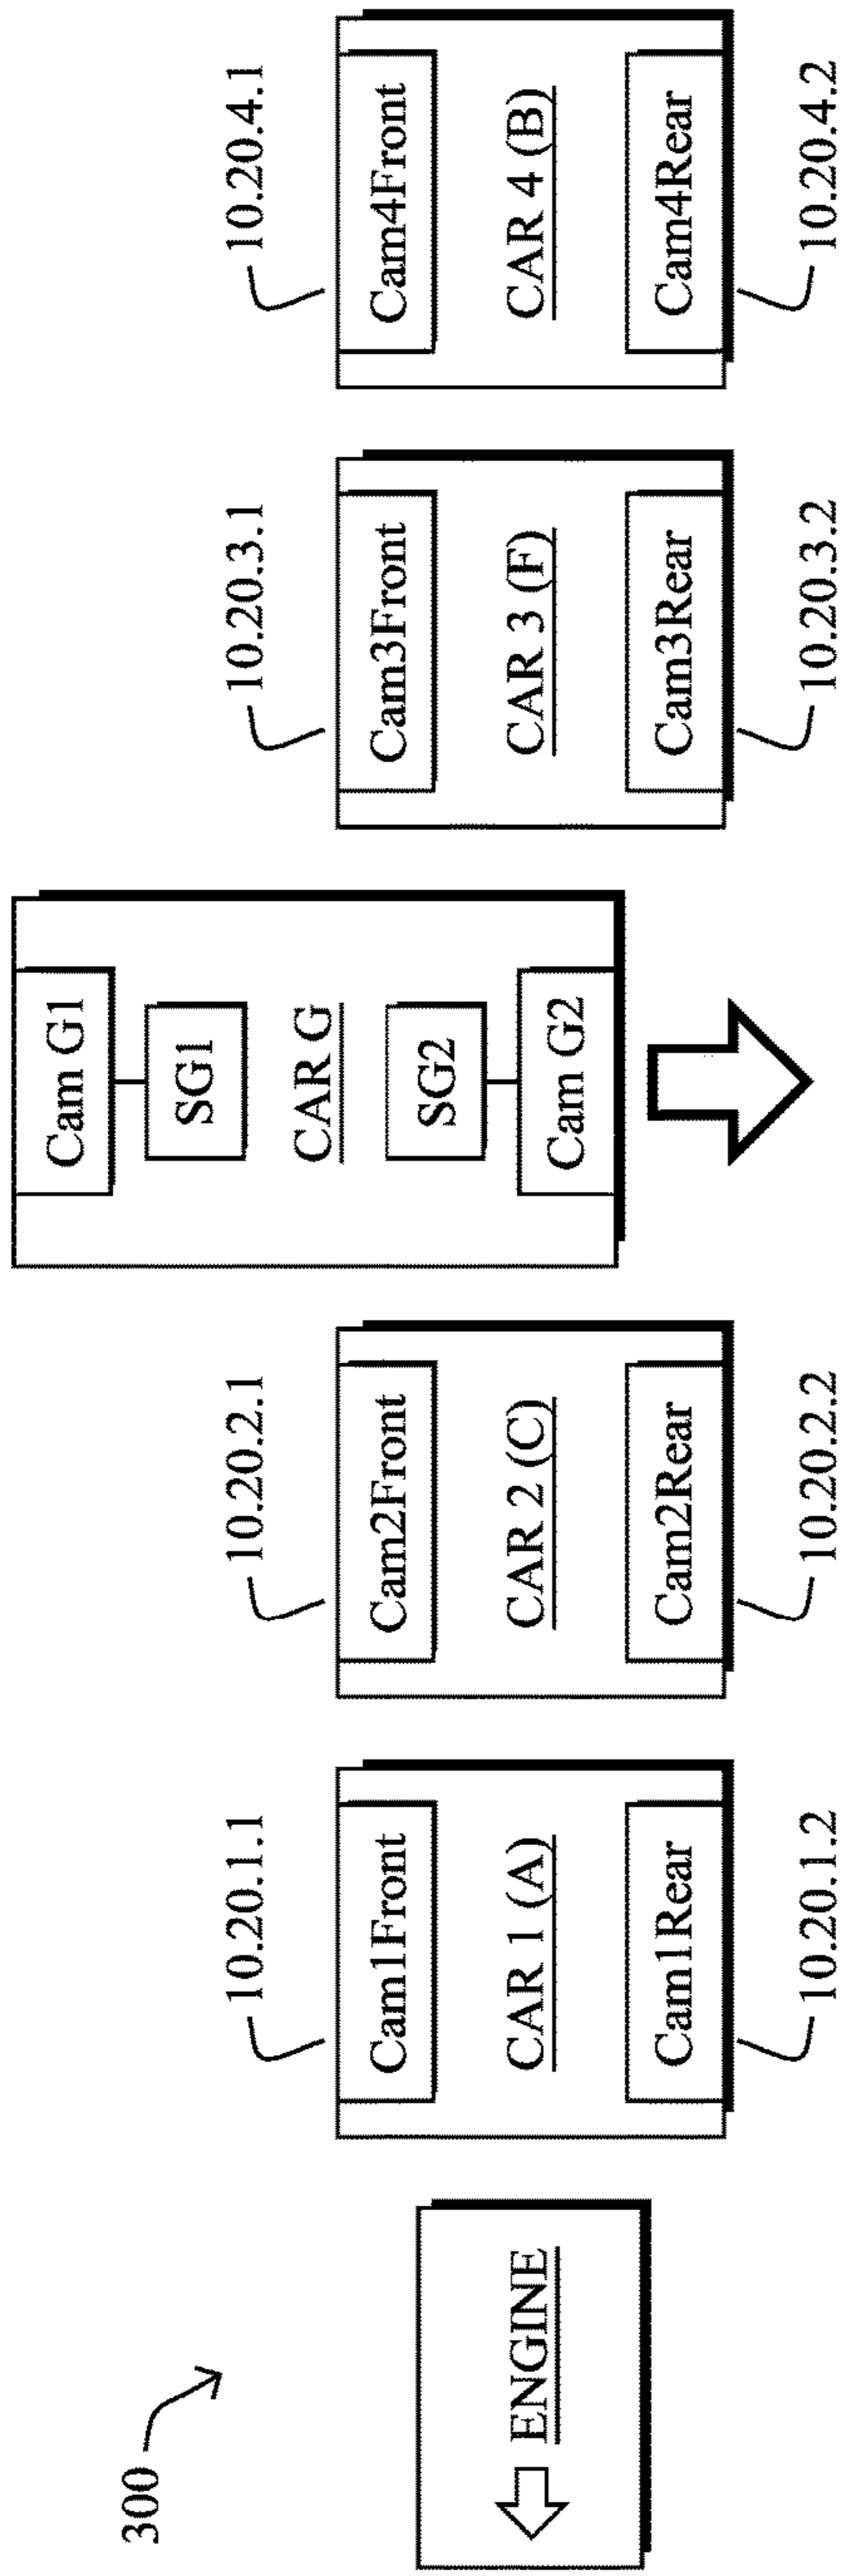 300
ENGINE
10.20.1.1
Cam1Front
CAR 1 (A)
Cam1Rear
10.20.1.2
10.20.2.1
Cam2Front
CAR 2 (C)
Cam2Rear
10.20.2.2
Cam G1
SG1
CAR G
SG2
Cam G2
10.20.3.1
Cam3Front
CAR 3 (F)
Cam3Rear
10.20.3.2
10.20.4.1
Cam4Front
CAR 4 (B)
Cam4Rear
10.20.4.2